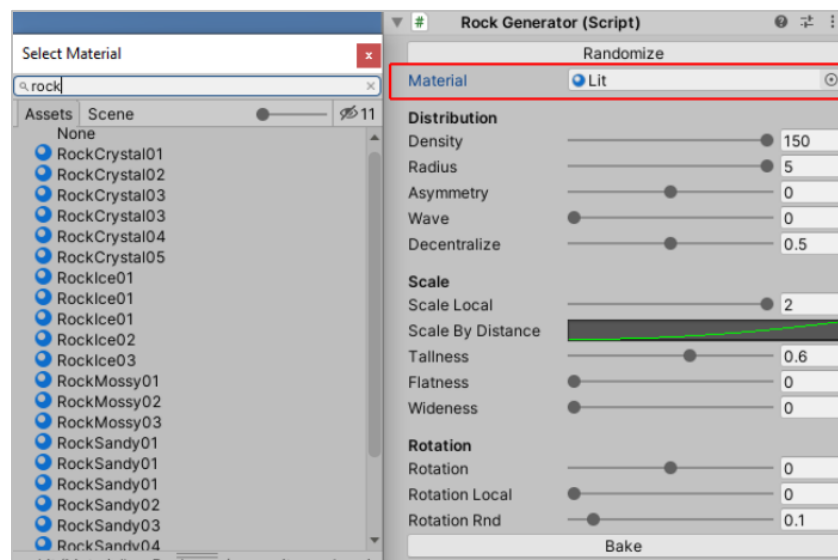 Select Material
rock
Assets Scene 11
None
RockCrystal01
RockCrystal02
RockCrystal03
RockCrystal03
RockCrystal04
RockCrystal05
RockIce01
RockIce01
RockIce01
RockIce02
RockIce03
RockMossy01
RockMossy02
RockMossy03
RockSandy01
RockSandy01
RockSandy01
RockSandy02
RockSandy03
RockSandy04
Rock Generator (Script)
Randomize
Material Lit
Distribution
Density 150
Radius 5
Asymmetry 0
Wave 0
Decentralize 0.5
Scale
Scale Local 2
Scale By Distance
Tallness 0.6
Flatness 0
Wideness 0
Rotation
Rotation 0
Rotation Local 0
Rotation Rnd 0.1
Bake